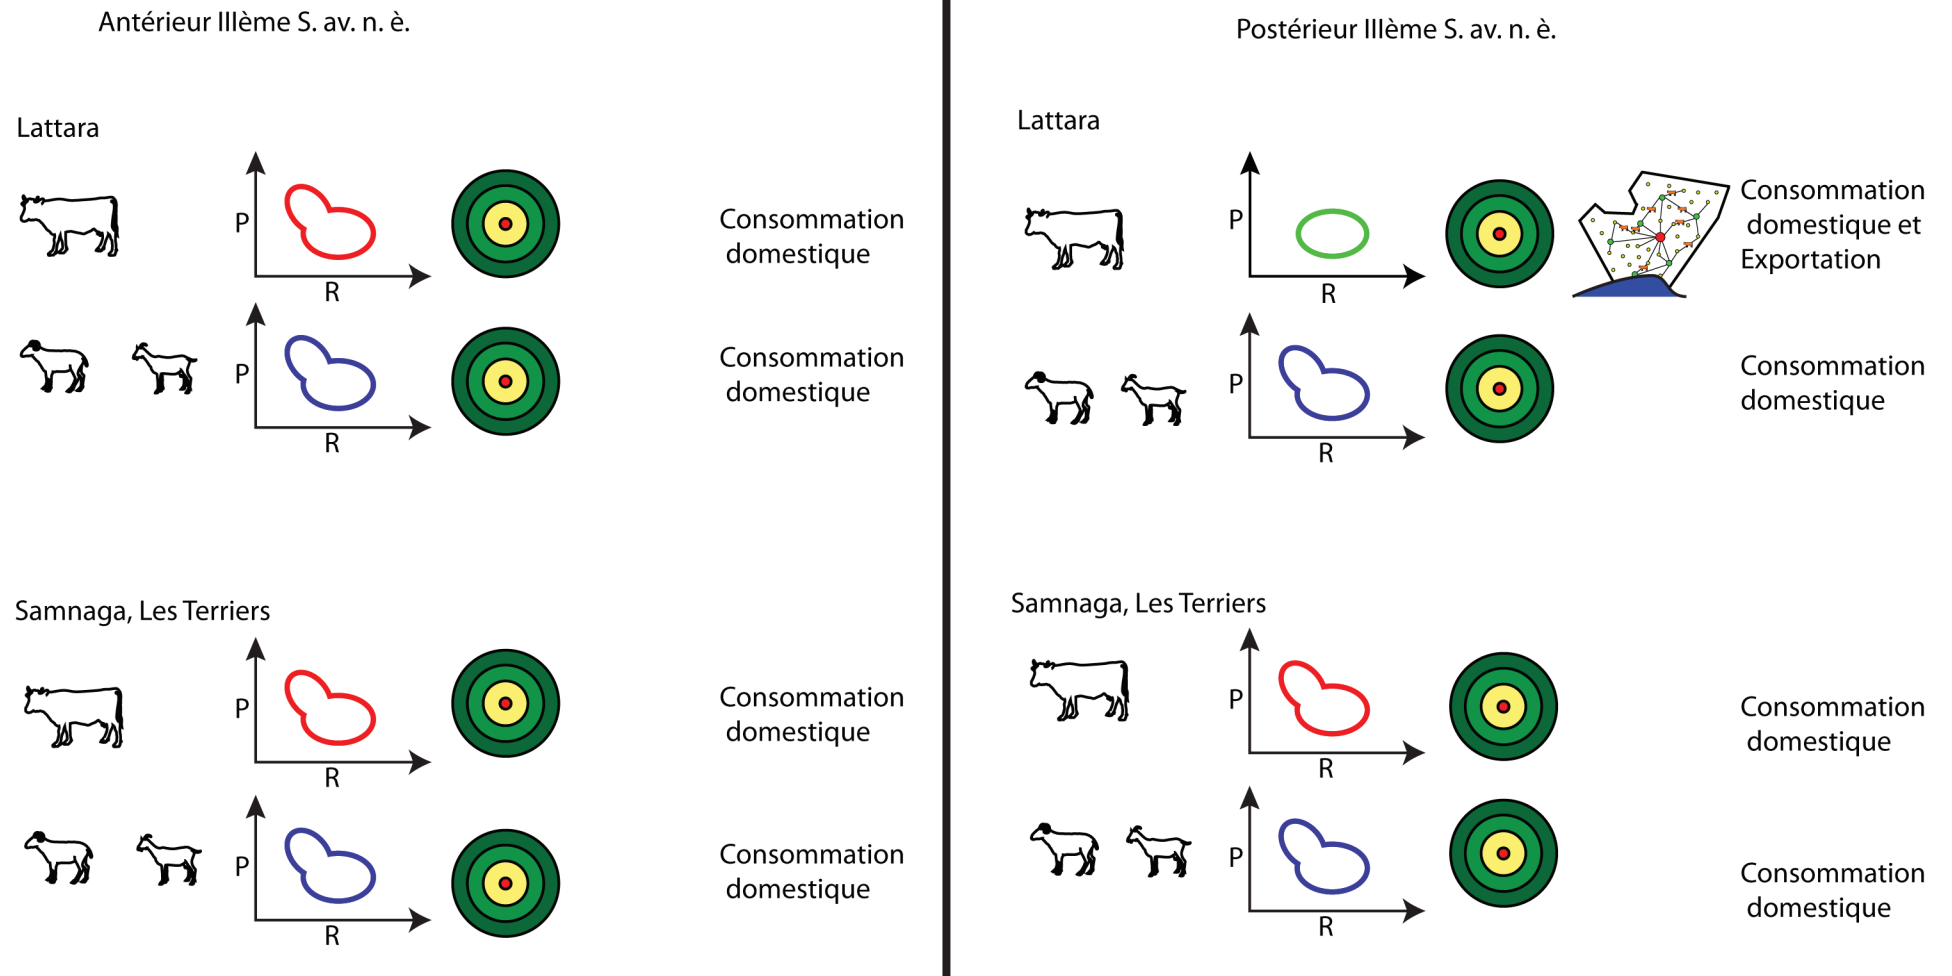 Antérieur IIIème S. av. n. è.
Lattara
P
R
Consommation
domestique
P
R
Consommation
domestique
Samnaga, Les Terriers
P
R
Consommation
domestique
P
R
Consommation
domestique
Postérieur IIIème S. av. n. è.
Lattara
P
R
Consommation
domestique et
Exportation
P
R
Consommation
domestique
Samnaga, Les Terriers
P
R
Consommation
domestique
P
R
Consommation
domestique